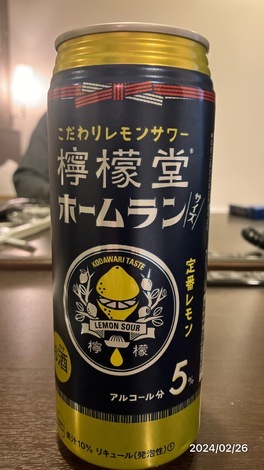 こだわりレモンサワー
檸檬堂
ホームランサイズ
定番レモン
KODAWARI TASTE
LEMON SOUR
檸檬
酒
アルコール分 5%
果汁10% リキュール(発泡性)①
2024/02/26